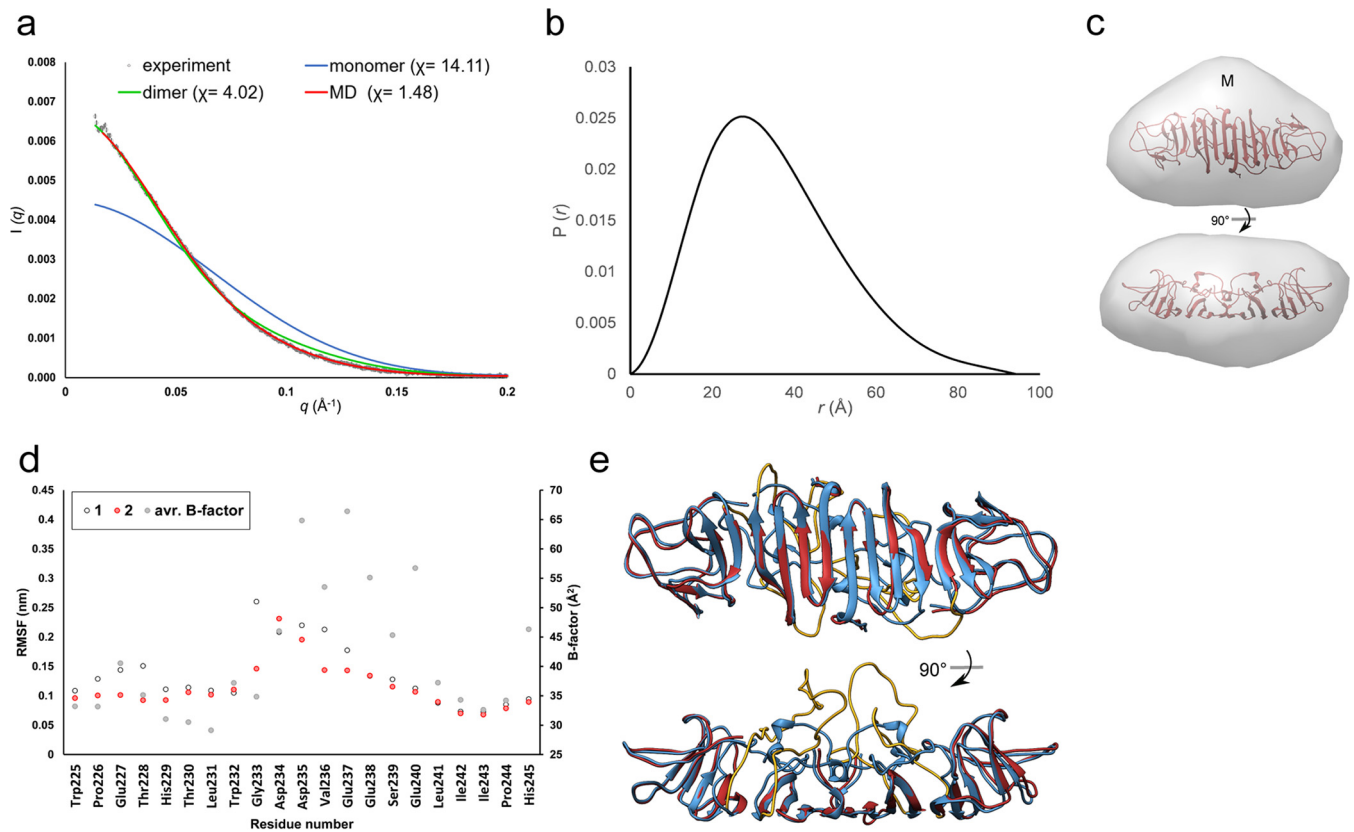 a
experiment
monomer (χ= 14.11)
dimer (χ= 4.02)
MD (χ= 1.48)
0.008
0.007
0.006
0.005
0.004
0.003
0.002
0.001
0.000
I (q)
0
0.05
0.1
0.15
0.2
q (Å-1)
b
0.03
0.025
0.02
0.015
0.01
0.005
0
P (r)
0
20
40
60
80
100
r (Å)
c
M
90°
d
0.45
0.4
0.35
0.3
0.25
0.2
0.15
0.1
0.05
0
RMSF (nm)
1
2
avr. B-factor
70
65
60
55
50
45
40
35
30
25
B-factor (Å2)
Trp225
Pro226
Glu227
Thr228
His229
Thr230
Leu231
Trp232
Gly233
Asp234
Asp235
Val236
Glu237
Glu238
Ser239
Glu240
Leu241
Ile242
Ile243
Pro244
His245
Residue number
e
90°